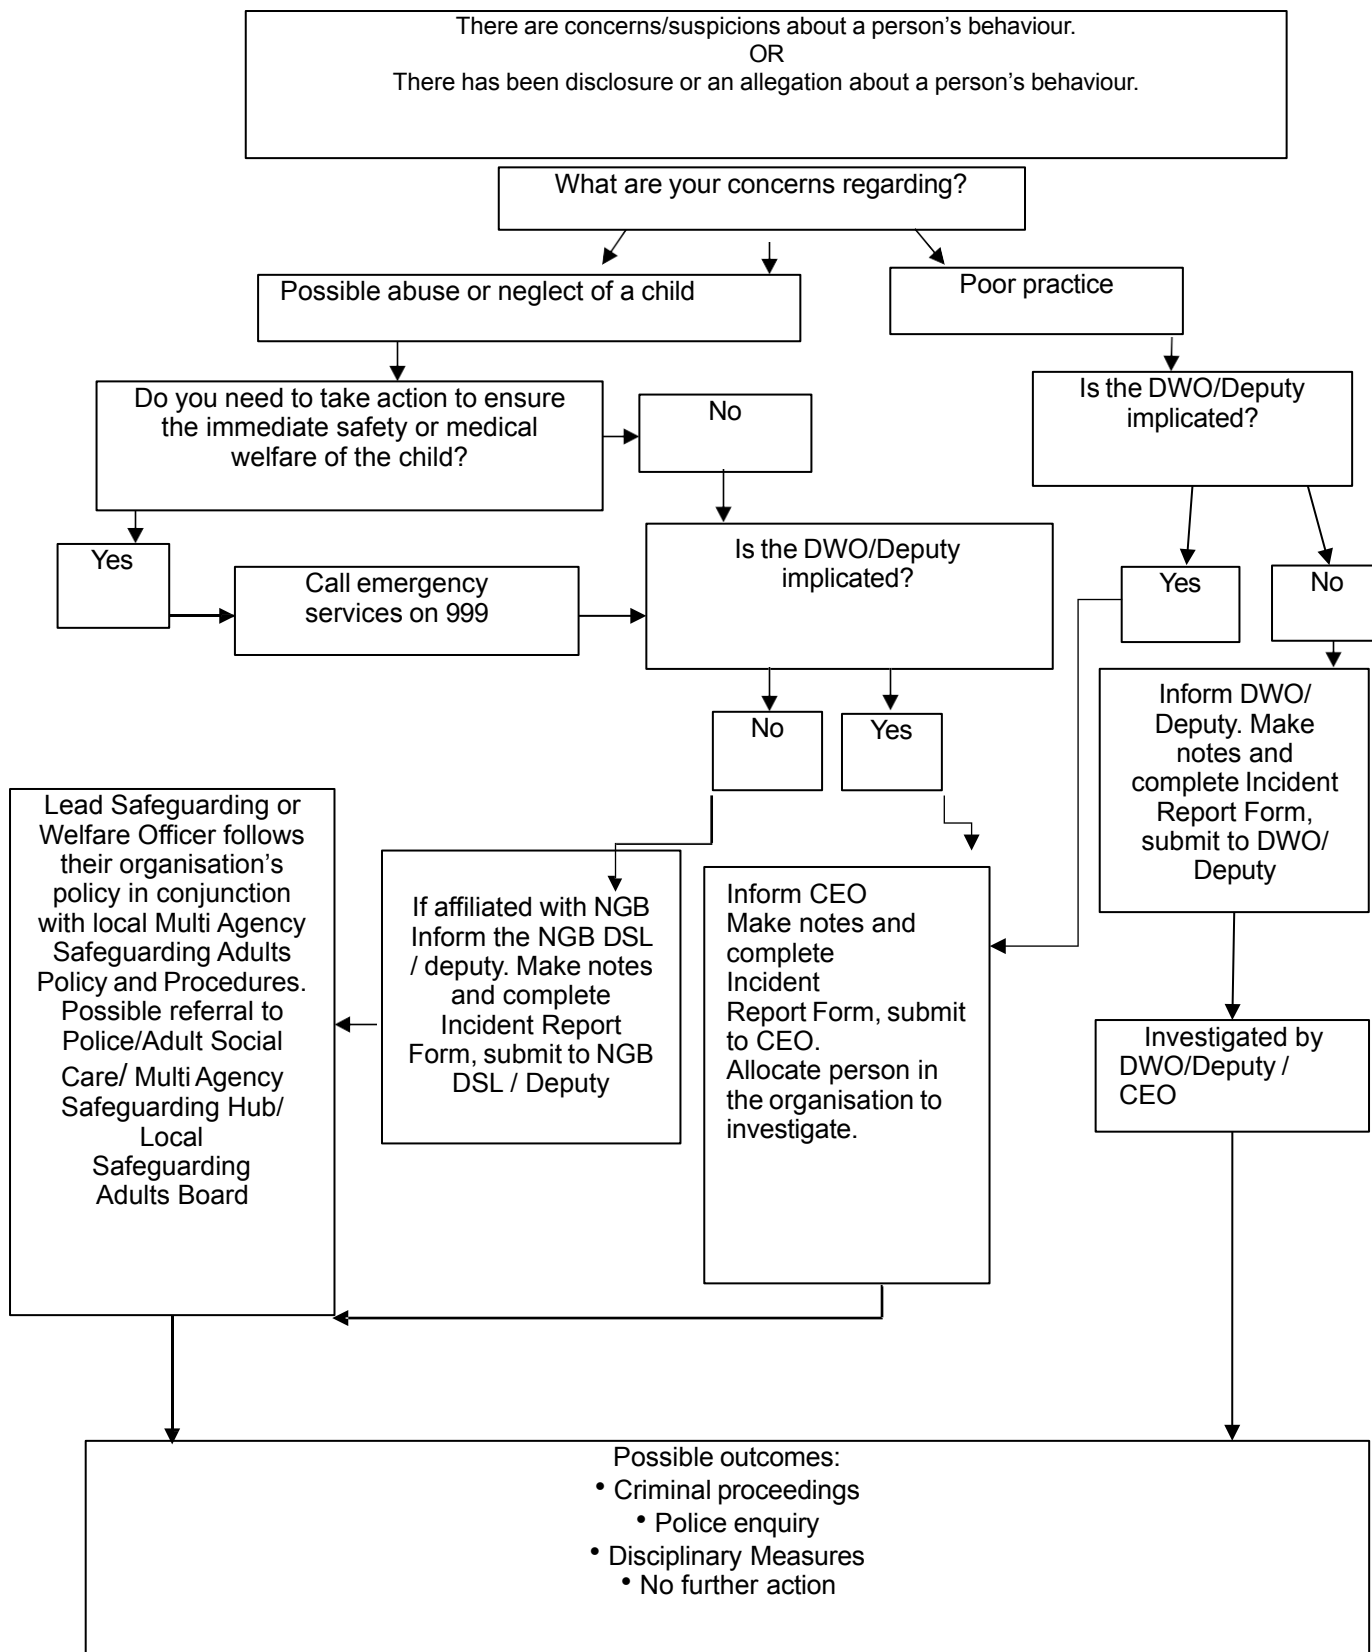 There are concerns/suspicions about a person’s behaviour.
OR
There has been disclosure or an allegation about a person’s behaviour.
What are your concerns regarding?
Possible abuse or neglect of a child
Poor practice
Do you need to take action to ensure
the immediate safety or medical
welfare of the child?
No
Is the DWO/Deputy
implicated?
Yes
Call emergency
services on 999
Is the DWO/Deputy
implicated?
Yes
No
No
Yes
Inform DWO/
Deputy. Make
notes and
complete Incident
Report Form,
submit to DWO/
Deputy
Lead Safeguarding or
Welfare Officer follows
their organisation’s
policy in conjunction
with local Multi Agency
Safeguarding Adults
Policy and Procedures.
Possible referral to
Police/Adult Social
Care/ Multi Agency
Safeguarding Hub/
Local
Safeguarding
Adults Board
If affiliated with NGB
Inform the NGB DSL
/ deputy. Make notes
and complete
Incident Report
Form, submit to NGB
DSL / Deputy
Inform CEO
Make notes and
complete
Incident
Report Form, submit
to CEO.
Allocate person in
the organisation to
investigate.
Investigated by
DWO/Deputy /
CEO
Possible outcomes:
• Criminal proceedings
• Police enquiry
• Disciplinary Measures
• No further action